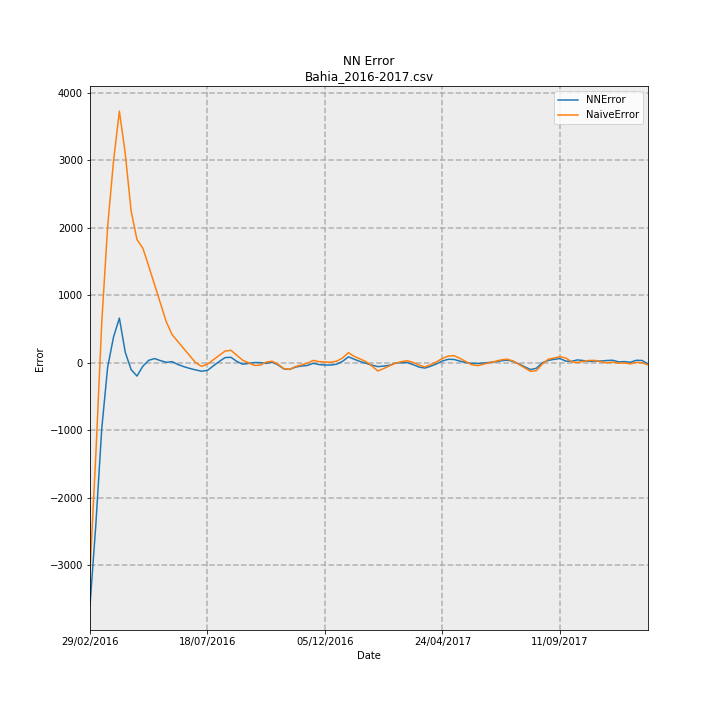 NN Error
Bahia_2016-2017.csv
NNError
NaiveError
4000
3000
2000
1000
0
−1000
−2000
−3000
Error
29/02/2016
18/07/2016
05/12/2016
24/04/2017
11/09/2017
Date